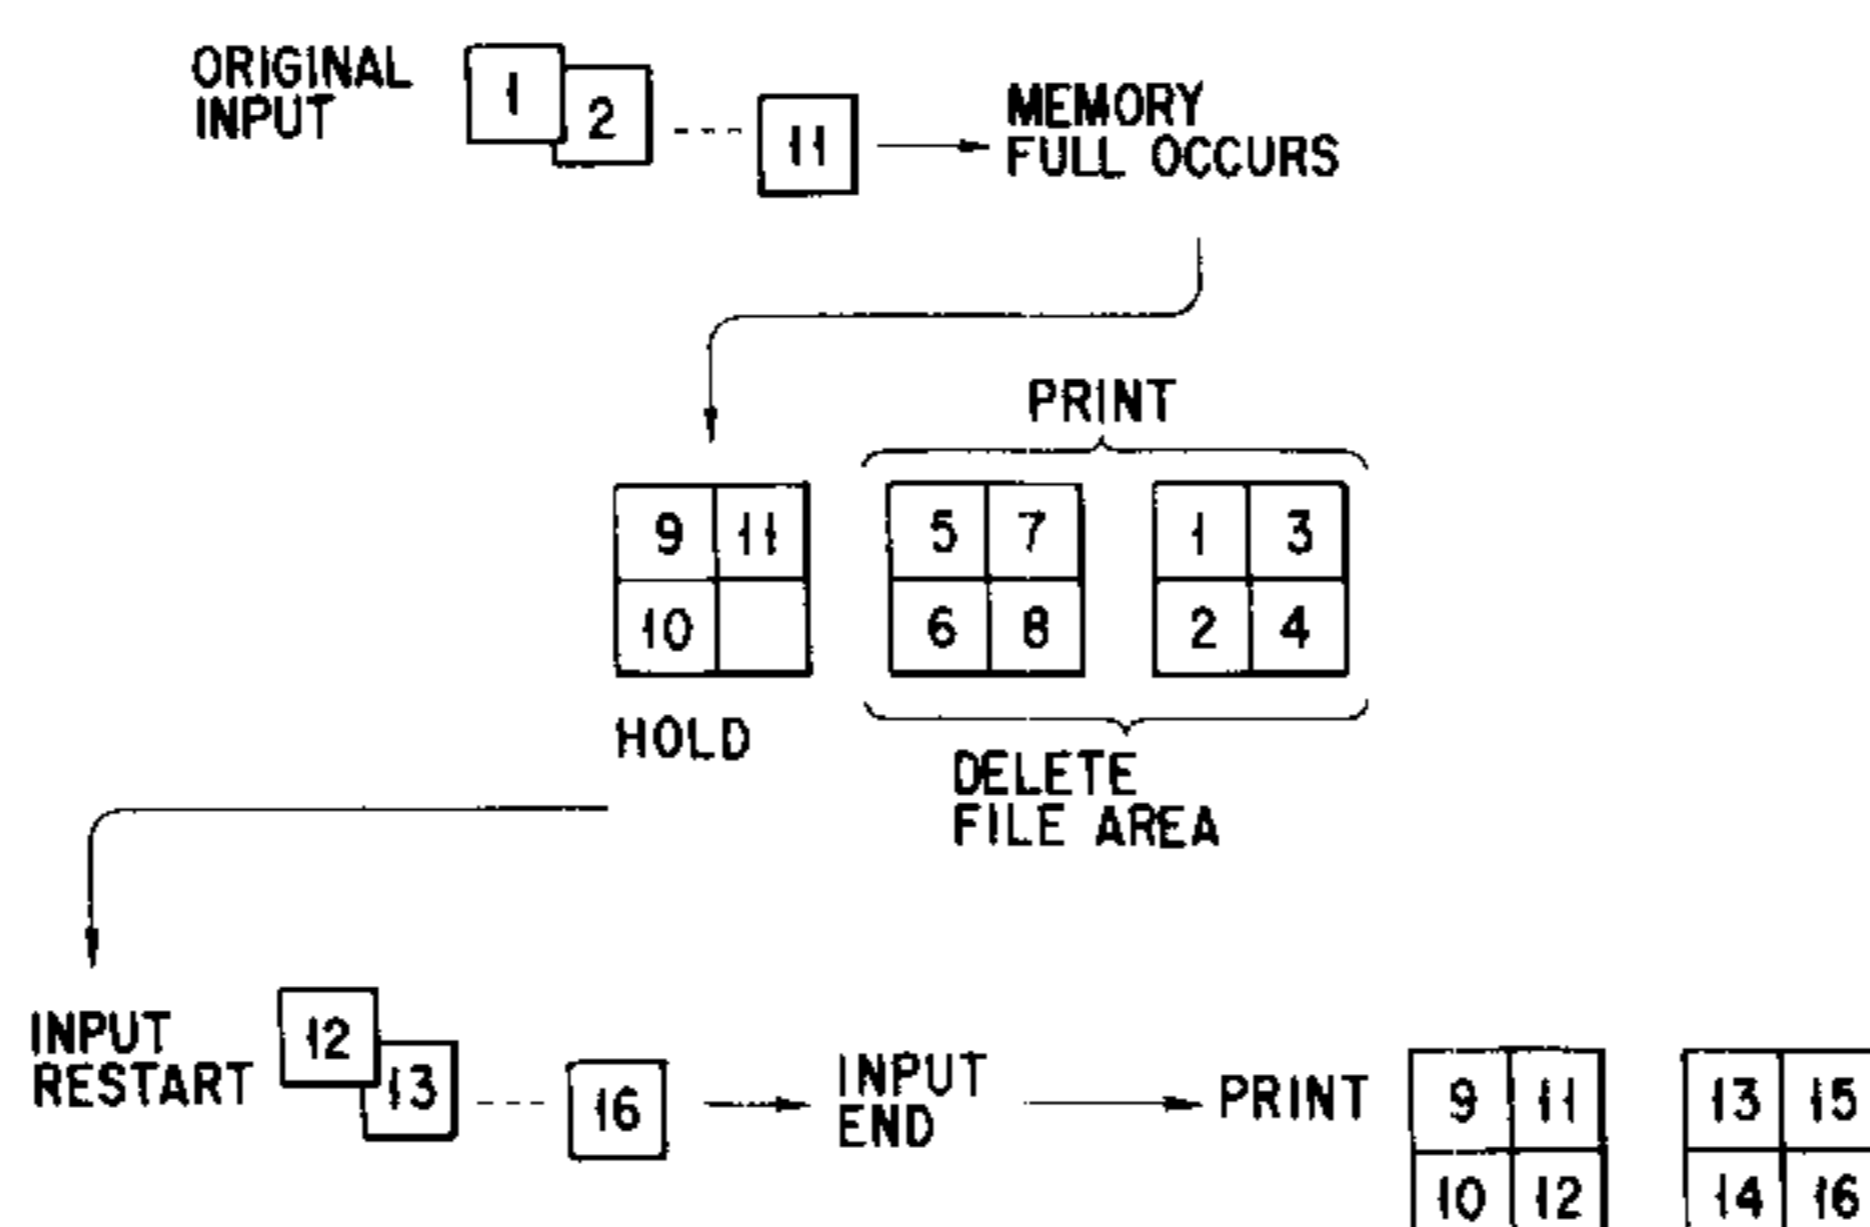 ORIGINAL
INPUT
1
2
11
MEMORY
FULL OCCURS
PRINT
9 11
10
5 7
6 8
1 3
2 4
HOLD
DELETE
FILE AREA
INPUT
RESTART
12
13
16
INPUT
END
PRINT
9 11
10 12
13 15
14 16